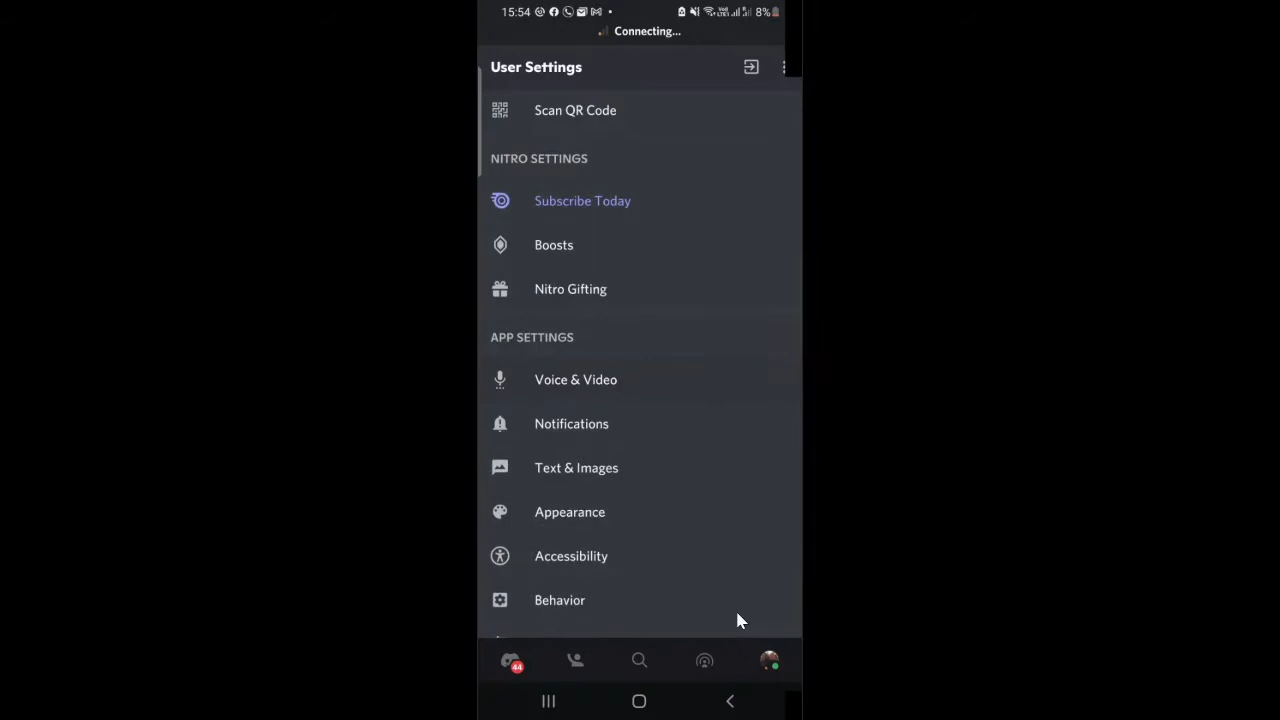 15:54
8%
Connecting...
User Settings
Scan QR Code
NITRO SETTINGS
Subscribe Today
Boosts
Nitro Gifting
APP SETTINGS
Voice & Video
Notifications
Text & Images
Appearance
Accessibility
Behavior
44